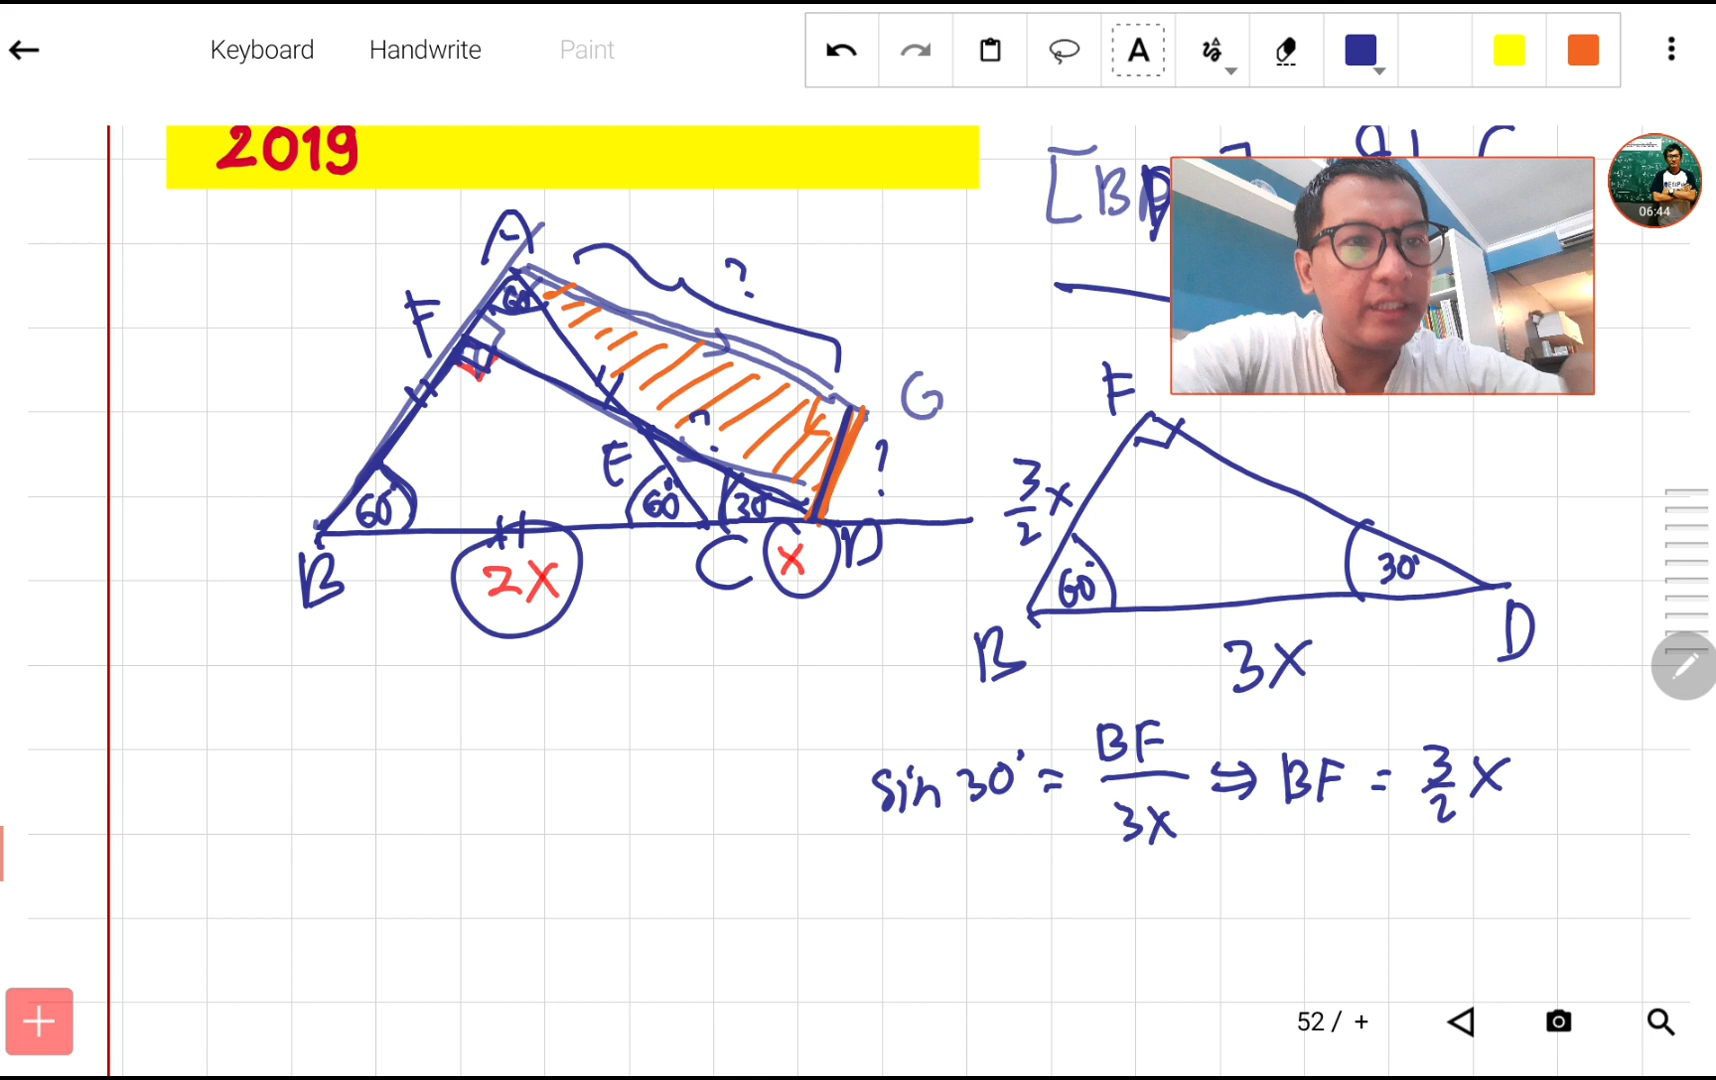 Keyboard Handwrite Paint
A
2019
06:44
[BD
A
60°
?
F
G
E
?
?
60°
60°
30°
B
C
D
2X
X
F
3/2 X
60°
30°
B
D
3X
sin 30° = BF/3X ⇔ BF = 3/2 X
52 / +